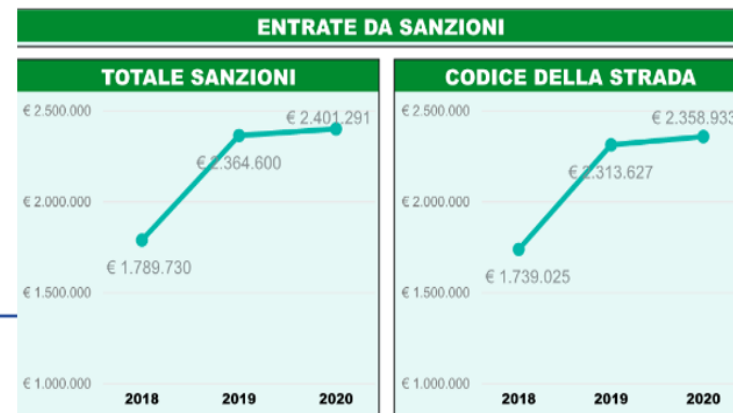 ENTRATE DA SANZIONI
TOTALE SANZIONI
€ 2.500.000
€ 2.401.291
€ 2.364.600
€ 2.000.000
€ 1.789.730
€ 1.500.000
€ 1.000.000
2018 2019 2020
CODICE DELLA STRADA
€ 2.500.000
€ 2.358.933
€ 2.313.627
€ 2.000.000
€ 1.739.025
€ 1.500.000
€ 1.000.000
2018 2019 2020